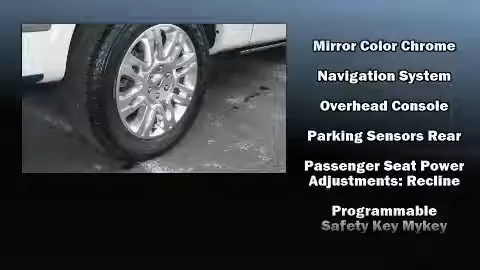 Mirror Color Chrome
Navigation System
Overhead Console
Parking Sensors Rear
Passenger Seat Power
Adjustments: Recline
Programmable
Safety Key Mykey